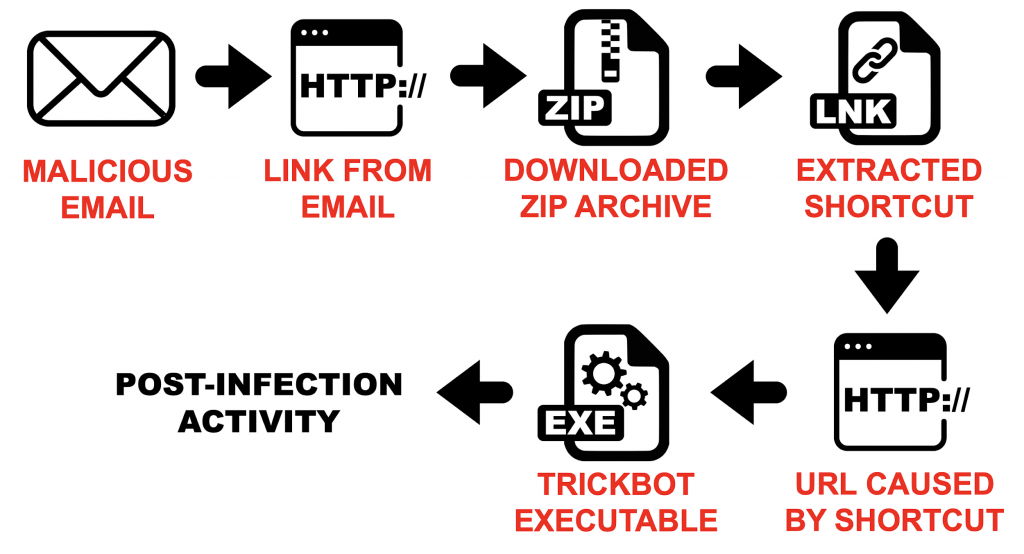 HTTP://
ZIP
LNK
MALICIOUS
EMAIL
LINK FROM
EMAIL
DOWNLOADED
ZIP ARCHIVE
EXTRACTED
SHORTCUT
HTTP://
URL CAUSED
BY SHORTCUT
EXE
TRICKBOT
EXECUTABLE
POST-INFECTION
ACTIVITY